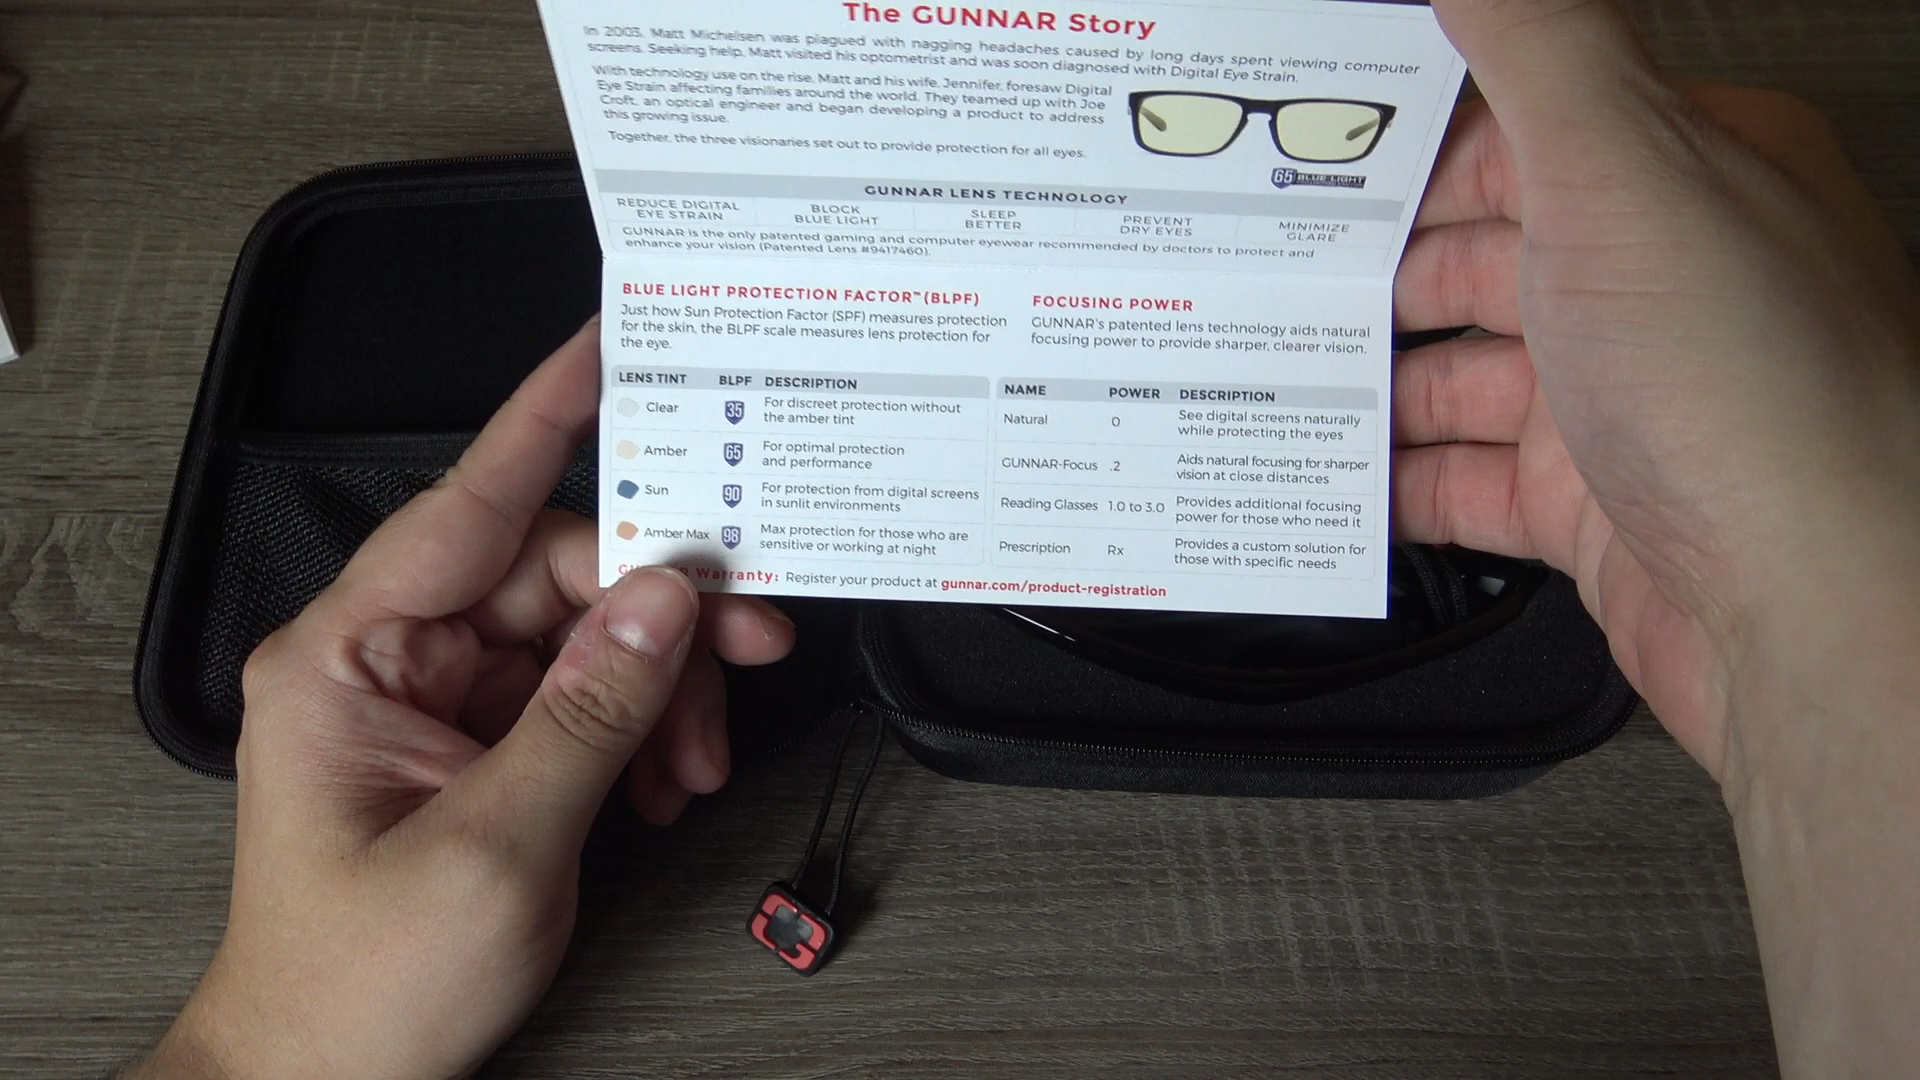 The GUNNAR Story
In 2003, Matt Michelsen was plagued with nagging headaches caused by long days spent viewing computer
screens. Seeking help, Matt visited his optometrist and was soon diagnosed with Digital Eye Strain.
With technology use on the rise, Matt and his wife, Jennifer, foresaw Digital
Eye Strain affecting families around the world. They teamed up with Joe
Croft, an optical engineer and began developing a product to address
this growing issue.
Together, the three visionaries set out to provide protection for all eyes.
65 BLUE LIGHT
GUNNAR LENS TECHNOLOGY
REDUCE DIGITAL EYE STRAIN
BLOCK BLUE LIGHT
SLEEP BETTER
PREVENT DRY EYES
MINIMIZE GLARE
GUNNAR is the only patented gaming and computer eyewear recommended by doctors to protect and
enhance your vision (Patented Lens #9417460).
BLUE LIGHT PROTECTION FACTOR™ (BLPF)
Just how Sun Protection Factor (SPF) measures protection
for the skin, the BLPF scale measures lens protection for
the eye.
LENS TINT BLPF DESCRIPTION
Clear 35 For discreet protection without
the amber tint
Amber 65 For optimal protection
and performance
Sun 90 For protection from digital screens
in sunlit environments
Amber Max 98 Max protection for those who are
sensitive or working at night
FOCUSING POWER
GUNNAR's patented lens technology aids natural
focusing power to provide sharper, clearer vision.
NAME POWER DESCRIPTION
Natural 0 See digital screens naturally
while protecting the eyes
GUNNAR-Focus .2 Aids natural focusing for sharper
vision at close distances
Reading Glasses 1.0 to 3.0 Provides additional focusing
power for those who need it
Prescription Rx Provides a custom solution for
those with specific needs
Warranty: Register your product at gunnar.com/product-registration